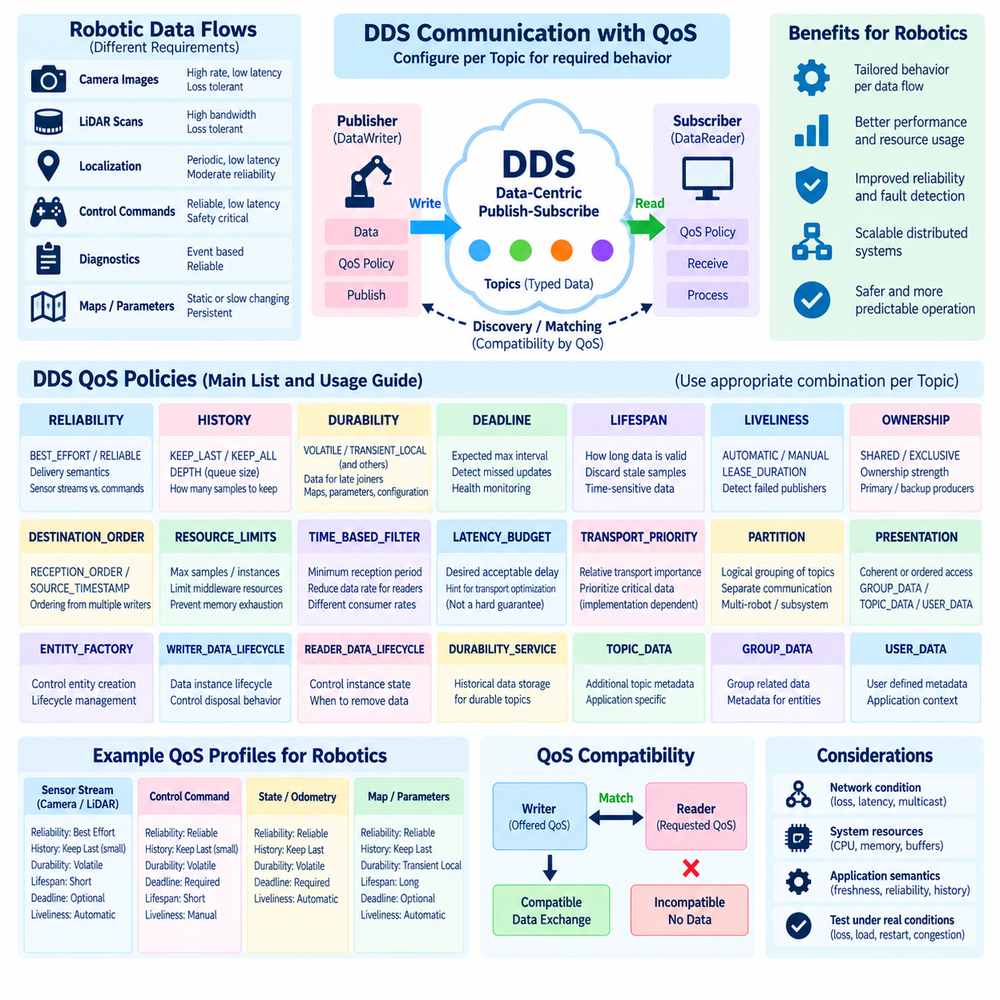 Robotic Data Flows
(Different Requirements)
Camera Images
High rate, low latency
Loss tolerant
LiDAR Scans
High bandwidth
Loss tolerant
Localization
Periodic, low latency
Moderate reliability
Control Commands
Reliable, low latency
Safety critical
Diagnostics
Event based
Reliable
Maps / Parameters
Static or slow changing
Persistent
DDS Communication with QoS
Configure per Topic for required behavior
Publisher
(DataWriter)
Data
QoS Policy
Publish
Write
DDS
Data-Centric
Publish-Subscribe
Topics (Typed Data)
Read
Subscriber
(DataReader)
QoS Policy
Receive
Process
Discovery / Matching
(Compatibility by QoS)
Benefits for Robotics
Tailored behavior
per data flow
Better performance
and resource usage
Improved reliability
and fault detection
Scalable distributed
systems
Safer and more
predictable operation
DDS QoS Policies (Main List and Usage Guide)
(Use appropriate combination per Topic)
RELIABILITY
BEST_EFFORT / RELIABLE
Delivery semantics
Sensor streams vs. commands
HISTORY
KEEP_LAST / KEEP_ALL
DEPTH (queue size)
How many samples to keep
DURABILITY
VOLATILE / TRANSIENT_LOCAL
(and others)
Data for late joiners
Maps, parameters, configuration
DEADLINE
Expected max interval
Detect missed updates
Health monitoring
LIFESPAN
How long data is valid
Discard stale samples
Time-sensitive data
LIVELINESS
AUTOMATIC / MANUAL
LEASE_DURATION
Detect failed publishers
OWNERSHIP
SHARED / EXCLUSIVE
Ownership strength
Primary / backup producers
DESTINATION_ORDER
RECEPTION_ORDER /
SOURCE_TIMESTAMP
Ordering from multiple writers
RESOURCE_LIMITS
Max samples / instances
Limit middleware resources
Prevent memory exhaustion
TIME_BASED_FILTER
Minimum reception period
Reduce data rate for readers
Different consumer rates
LATENCY_BUDGET
Desired acceptable delay
Hint for transport optimization
(Not a hard guarantee)
TRANSPORT_PRIORITY
Relative transport importance
Prioritize critical data
(implementation dependent)
PARTITION
Logical grouping of topics
Separate communication
Multi-robot / subsystem
PRESENTATION
Coherent or ordered access
GROUP_DATA /
TOPIC_DATA / USER_DATA
ENTITY_FACTORY
Control entity creation
Lifecycle management
WRITER_DATA_LIFECYCLE
Data instance lifecycle
Control disposal behavior
READER_DATA_LIFECYCLE
Control instance state
When to remove data
DURABILITY_SERVICE
Historical data storage
for durable topics
TOPIC_DATA
Additional topic metadata
Application specific
GROUP_DATA
Group related data
Metadata for entities
USER_DATA
User defined metadata
Application context
Example QoS Profiles for Robotics
Sensor Stream
(Camera / LiDAR)
Reliability: Best Effort
History: Keep Last (small)
Durability: Volatile
Lifespan: Short
Deadline: Optional
Liveliness: Automatic
Control Command
Reliability: Reliable
History: Keep Last (small)
Durability: Volatile
Deadline: Required
Lifespan: Short
Liveliness: Manual
State / Odometry
Reliability: Reliable
History: Keep Last
Durability: Volatile
Deadline: Required
Liveliness: Automatic
Map / Parameters
Reliability: Reliable
History: Keep Last
Durability: Transient Local
Lifespan: Long
Deadline: Optional
Liveliness: Automatic
QoS Compatibility
Writer
(Offered QoS)
Match
Reader
(Requested QoS)
Compatible
Data Exchange
Incompatible
No Data
Considerations
Network condition
(loss, latency, multicast)
System resources
(CPU, memory, buffers)
Application semantics
(freshness, reliability, history)
Test under real conditions
(loss, load, restart, congestion)